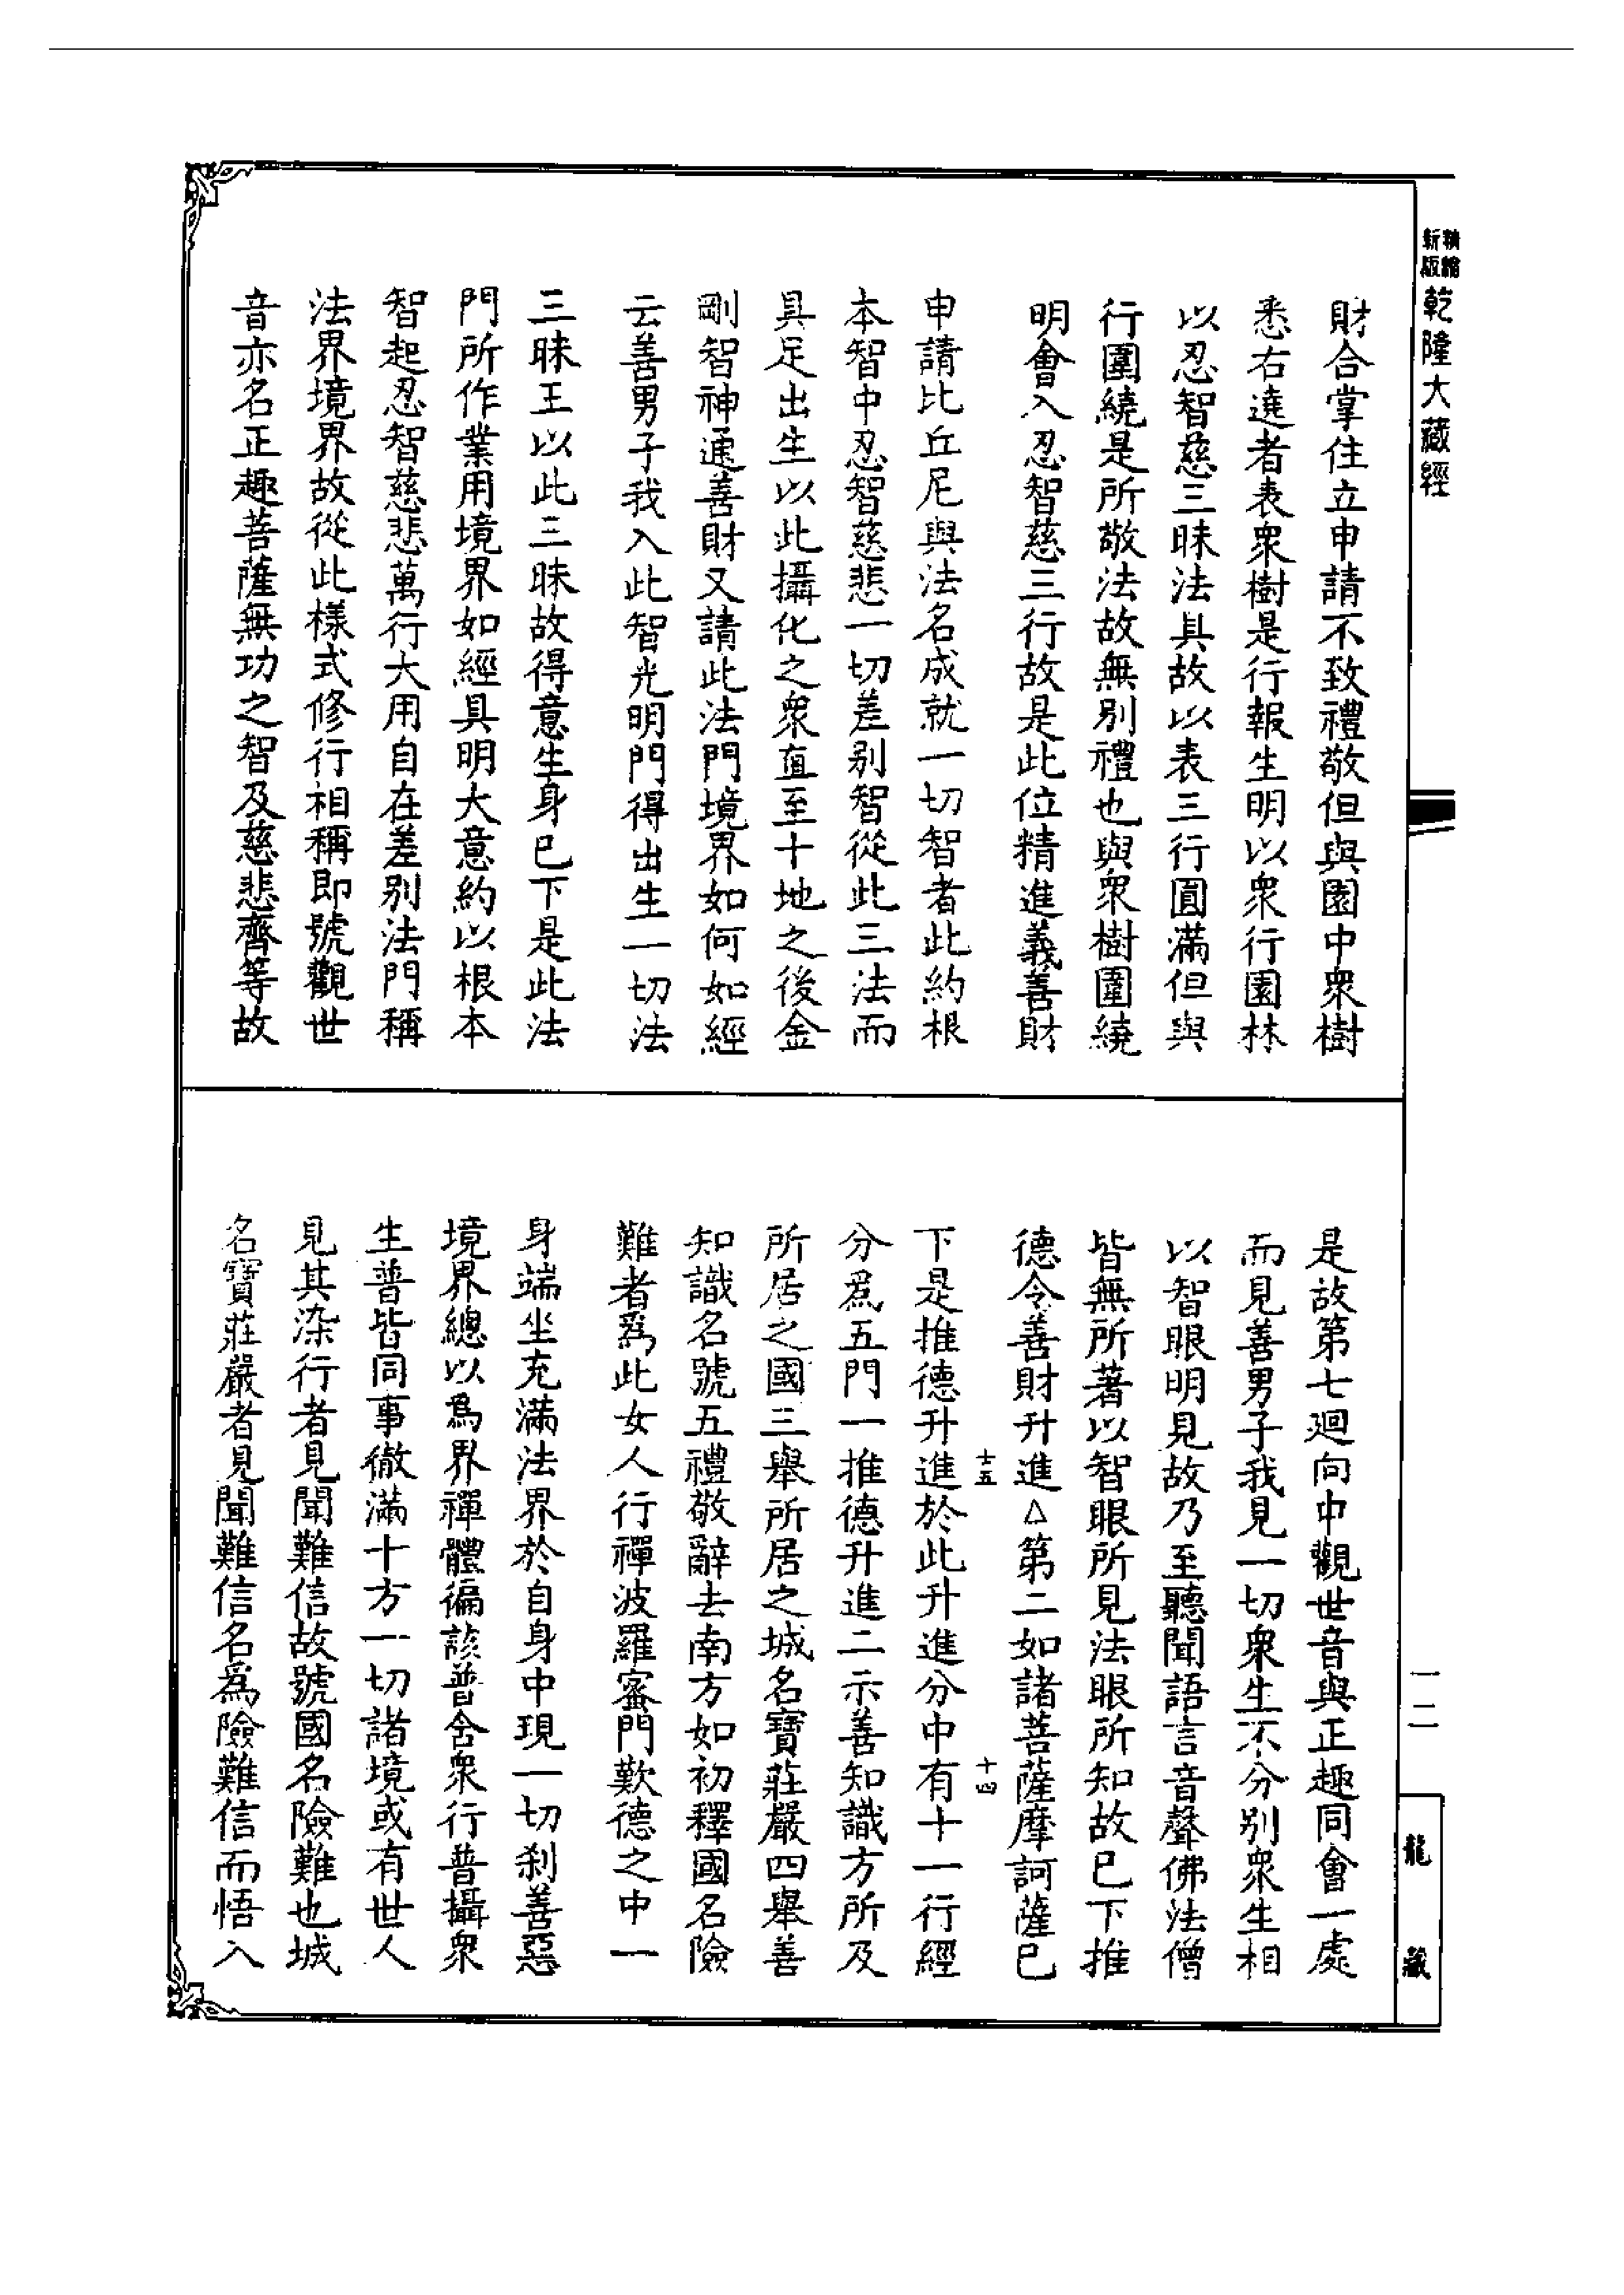 新版精縮乾隆大藏經
財合掌住立申請不致禮敬但與園中衆樹
悉右遶者表衆樹是行報生明以衆行園林
以忍智慈三昧法具故以表三行圓滿但與
行圍繞是所敬法故無別禮也與衆樹圍繞
明會入忍智慈三行故是此位精進義善財
申請比丘尼與法名成就一切智者此約根
本智中忍智慈悲一切差別智從此三法而
具足出生以此攝化之衆直至十地之後金
剛智神通善財又請此法門境界如何如經
云善男子我入此智光明門得出生一切法
三昧王以此三昧故得意生身已下是此法
門所作業用境界如經具明大意約以根本
智起忍智慈悲萬行大用自在差別法門稱
法界境界故從此樣式修行相稱即號觀世
音亦名正趣菩薩無功之智及慈悲齊等故
是故第七迴向中觀世音與正趣同會一處
而見善男子我見一切衆生不分別衆生相
以智眼明見故乃至聽聞語言音聲佛法僧
皆無所著以智眼所見法眼所知故已下推
德令善財升進△第二如諸菩薩摩訶薩已
下是推德升進於此升進分中有十一行經
十五
十四
分爲五門一推德升進二示善知識方所及
所居之國三舉所居之城名寶莊嚴四舉善
知識名號五禮敬辭去南方如初釋國名險
難者爲此女人行禪波羅蜜門歎德之中一
身端坐充滿法界於自身中現一切刹善惡
境界總以為界禪體徧該普含衆行普攝衆
生普皆同事徹滿十方一切諸境或有世人
見其染行者見聞難信故號國名險難也城
名寶莊嚴者見聞難信名爲險難信而悟入
一二
龍藏